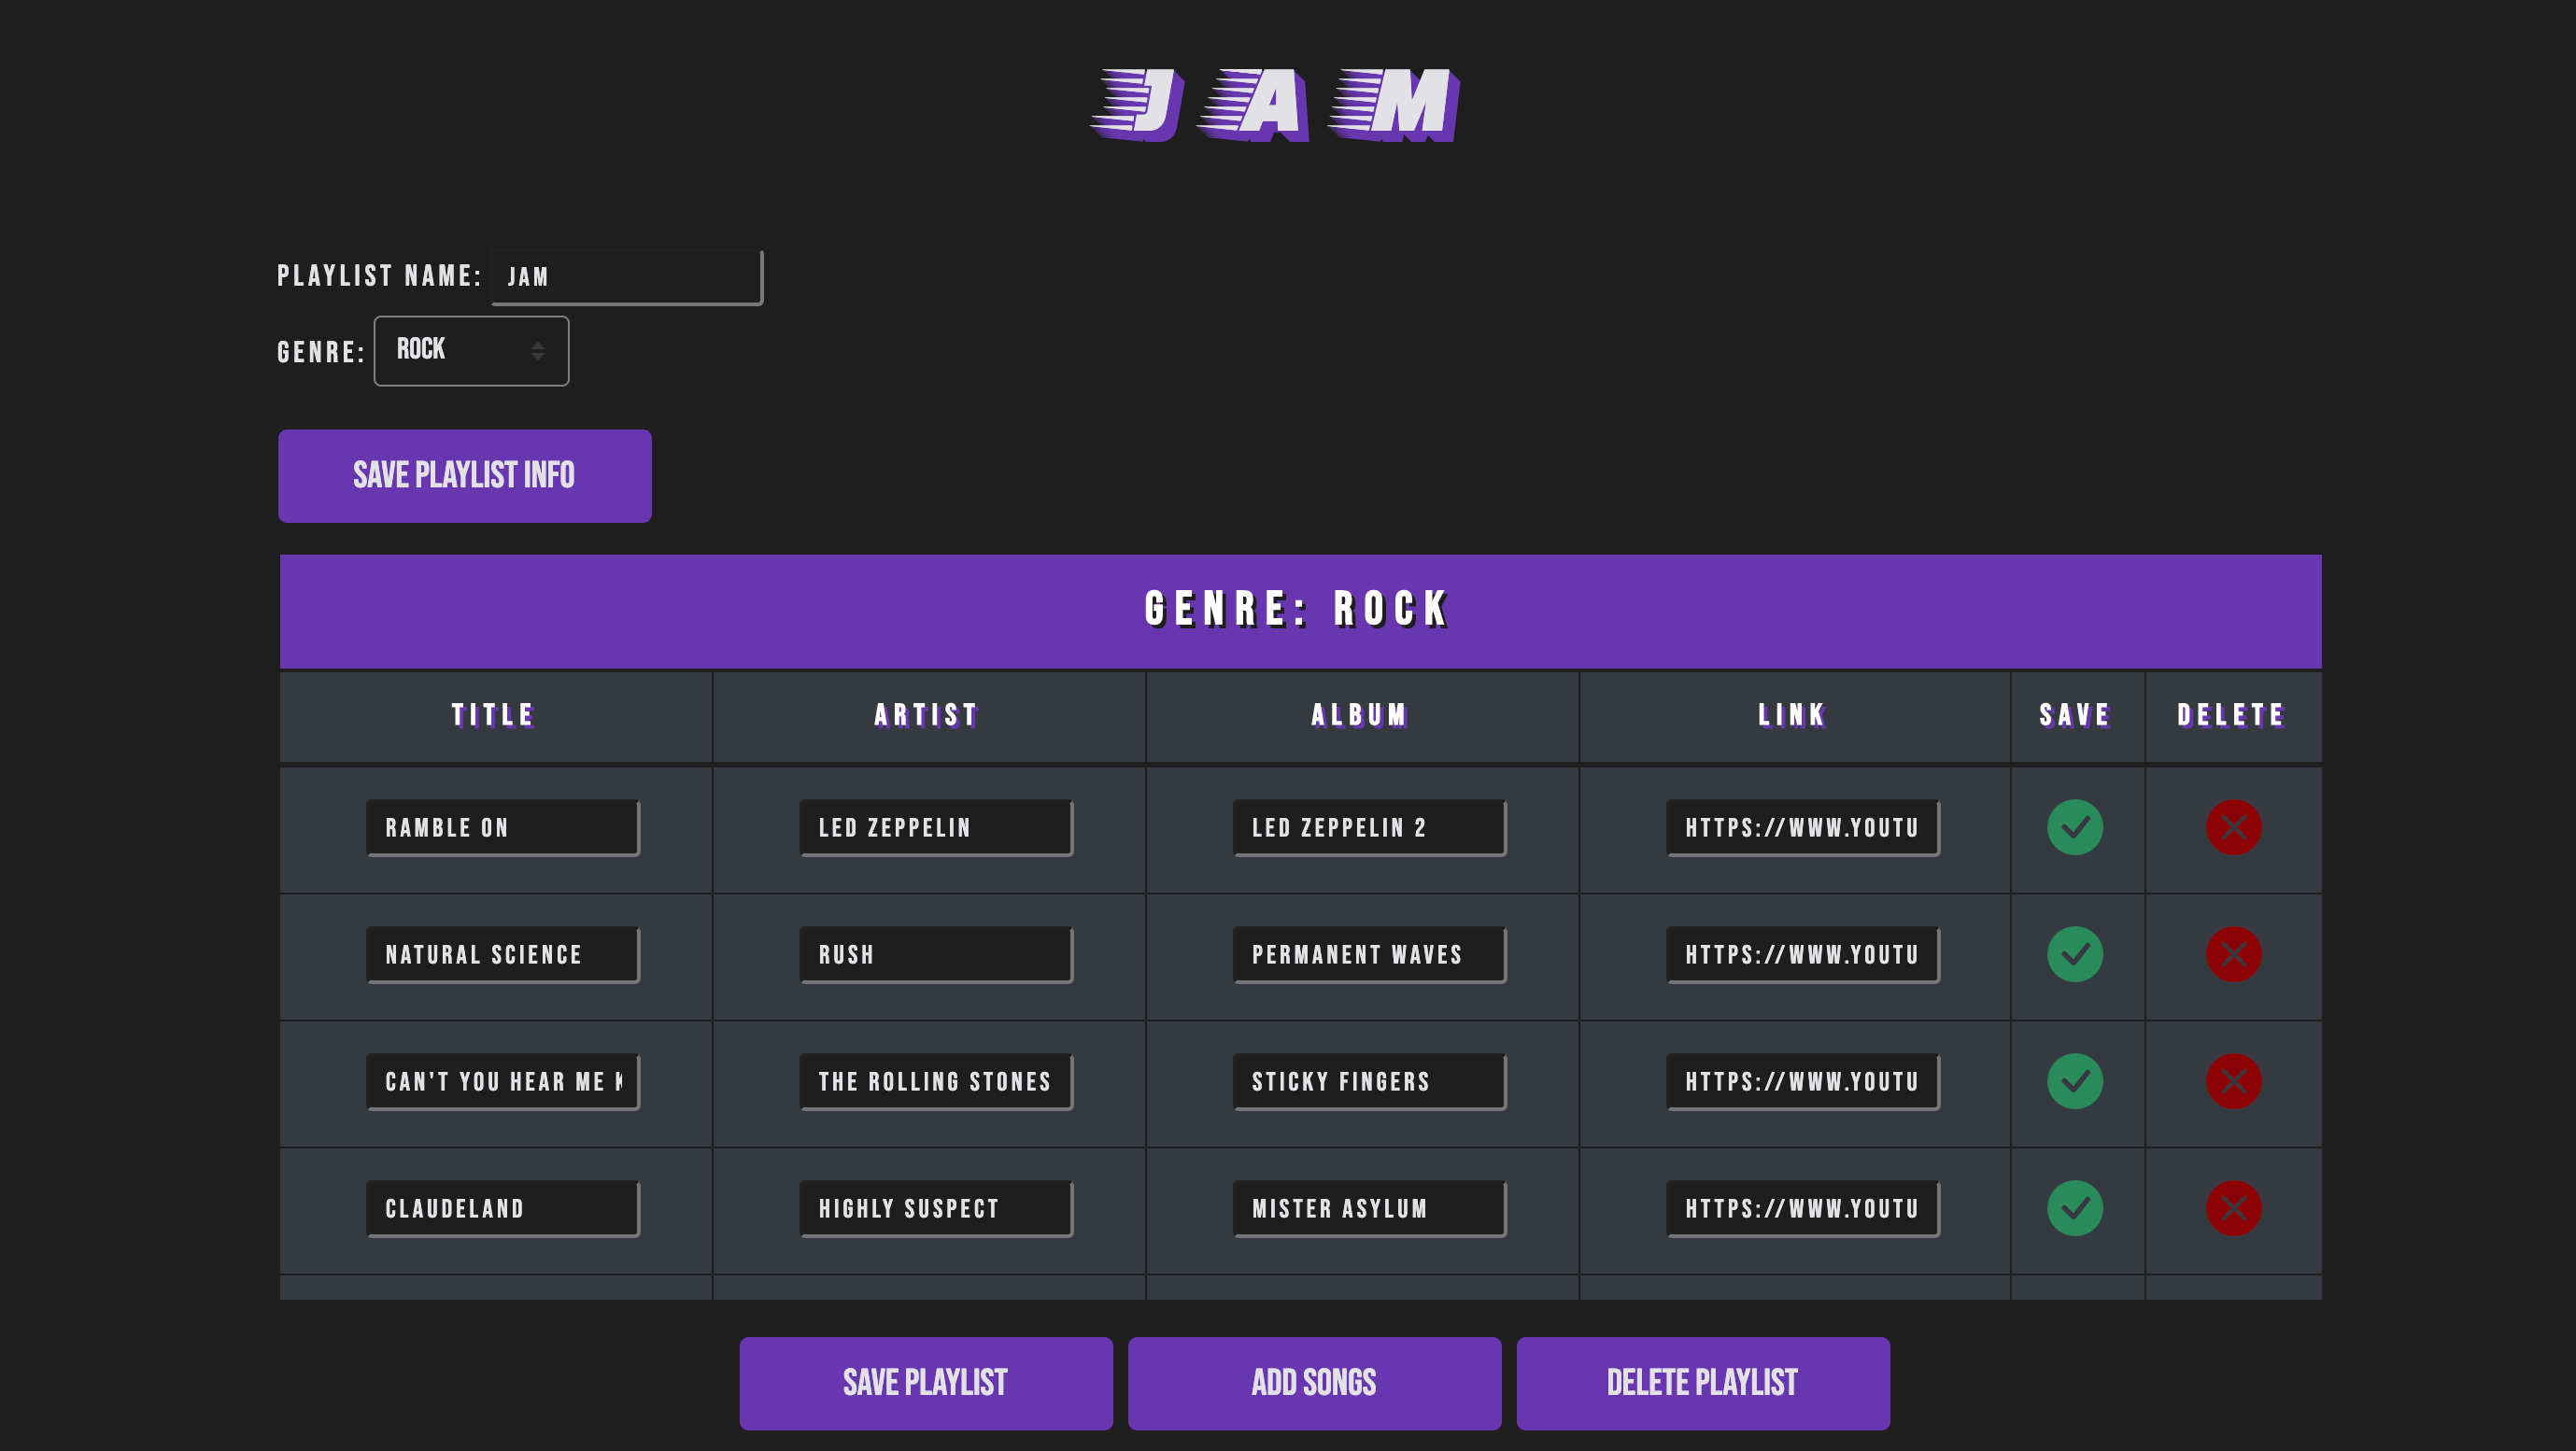 JAM
PLAYLIST NAME: JAM
GENRE: ROCK
SAVE PLAYLIST INFO
GENRE: ROCK
TITLE ARTIST ALBUM LINK SAVE DELETE
RAMBLE ON LED ZEPPELIN LED ZEPPELIN 2 HTTPS://WWW.YOUTU
NATURAL SCIENCE RUSH PERMANENT WAVES HTTPS://WWW.YOUTU
CAN'T YOU HEAR ME THE ROLLING STONES STICKY FINGERS HTTPS://WWW.YOUTU
CLAUDELAND HIGHLY SUSPECT MISTER ASYLUM HTTPS://WWW.YOUTU
SAVE PLAYLIST ADD SONGS DELETE PLAYLIST